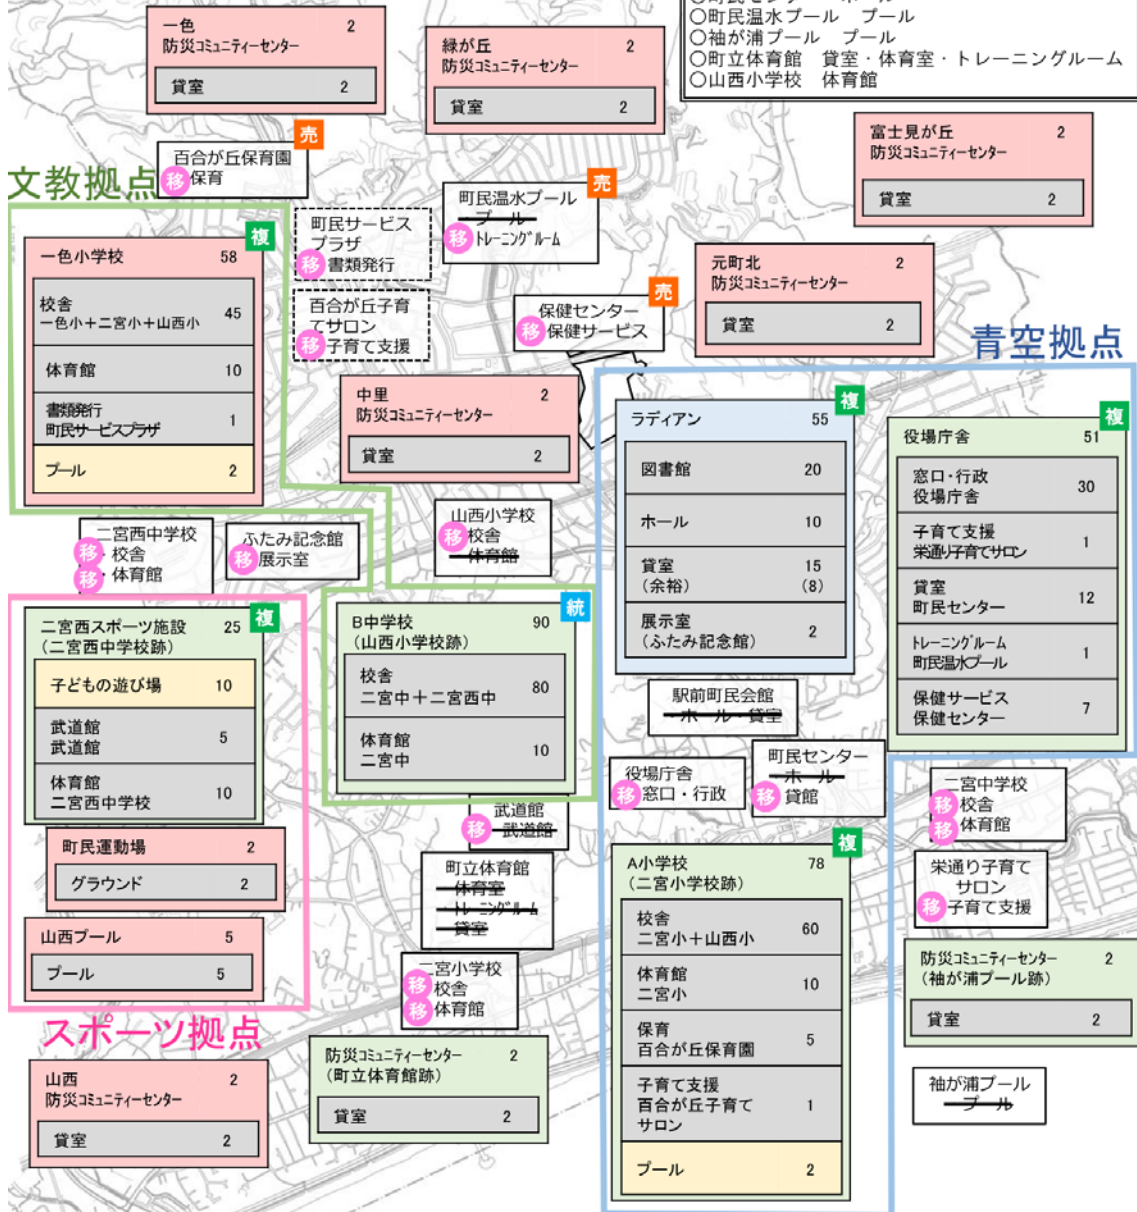 ○町民温水プール　プール
○袖が浦プール　プール
○町立体育館　貸室・体育室・トレーニングルーム
○山西小学校　体育館
一色 2
防災コミュニティーセンター
貸室 2
緑が丘 2
防災コミュニティーセンター
貸室 2
富士見が丘 2
防災コミュニティーセンター
貸室 2
売
百合が丘保育園
移 保育
文教拠点
売
町民温水プール
プール
移 トレーニングルーム
町民サービス
プラザ
移 書類発行
百合が丘子育
てサロン
移 子育て支援
複
一色小学校 58
校舎
一色小＋二宮小＋山西小 45
体育館 10
書類発行
町民サービスプラザ 1
プール 2
売
保健センター
移 保健サービス
元町北 2
防災コミュニティーセンター
貸室 2
青空拠点
中里 2
防災コミュニティーセンター
貸室 2
複
ラディアン 55
図書館 20
ホール 10
貸室 15
（余裕） (8)
展示室
（ふたみ記念館） 2
複
役場庁舎 51
窓口・行政
役場庁舎 30
子育て支援
栄通り子育てサロン 1
貸室
町民センター 12
トレーニングルーム
町民温水プール 1
保健サービス
保健センター 7
二宮西中学校
移 ・校舎
移 ・体育館
ふたみ記念館
移 展示室
山西小学校
移 校舎
体育館
複
二宮西スポーツ施設 25
（二宮西中学校跡）
子どもの遊び場 10
武道館
武道館 5
体育館
二宮西中学校 10
町民運動場 2
グラウンド 2
山西プール 5
プール 5
スポーツ拠点
統
B中学校 90
（山西小学校跡）
校舎
二宮中＋二宮西中 80
体育館
二宮中 10
駅前町民会館
・ホール・貸室
役場庁舎
移 窓口・行政
町民センター
・ホール
移 貸館
武道館
移 武道館
町立体育館
・体育室
・トレーニングルーム
・貸室
二宮小学校
移 校舎
移 体育館
複
A小学校 78
（二宮小学校跡）
校舎
二宮小＋山西小 60
体育館
二宮小 10
保育
百合が丘保育園 5
子育て支援
百合が丘子育て
サロン 1
プール 2
二宮中学校
移 校舎
移 体育館
栄通り子育て
サロン
移 子育て支援
防災コミュニティーセンター 2
（袖が浦プール跡）
貸室 2
袖が浦プール
プール
山西 2
防災コミュニティーセンター
貸室 2
防災コミュニティーセンター 2
（町立体育館跡）
貸室 2